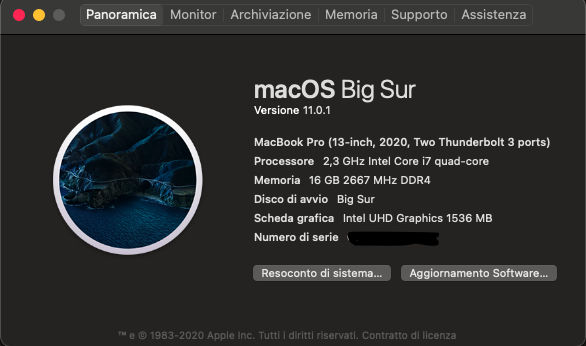 Panoramica Monitor Archiviazione Memoria Supporto Assistenza
macOS Big Sur
Versione 11.0.1
MacBook Pro (13-inch, 2020, Two Thunderbolt 3 ports)
Processore 2,3 GHz Intel Core i7 quad-core
Memoria 16 GB 2667 MHz DDR4
Disco di avvio Big Sur
Scheda grafica Intel UHD Graphics 1536 MB
Numero di serie
Resoconto di sistema... Aggiornamento Software...
™ e © 1983-2020 Apple Inc. Tutti i diritti riservati. Contratto di licenza